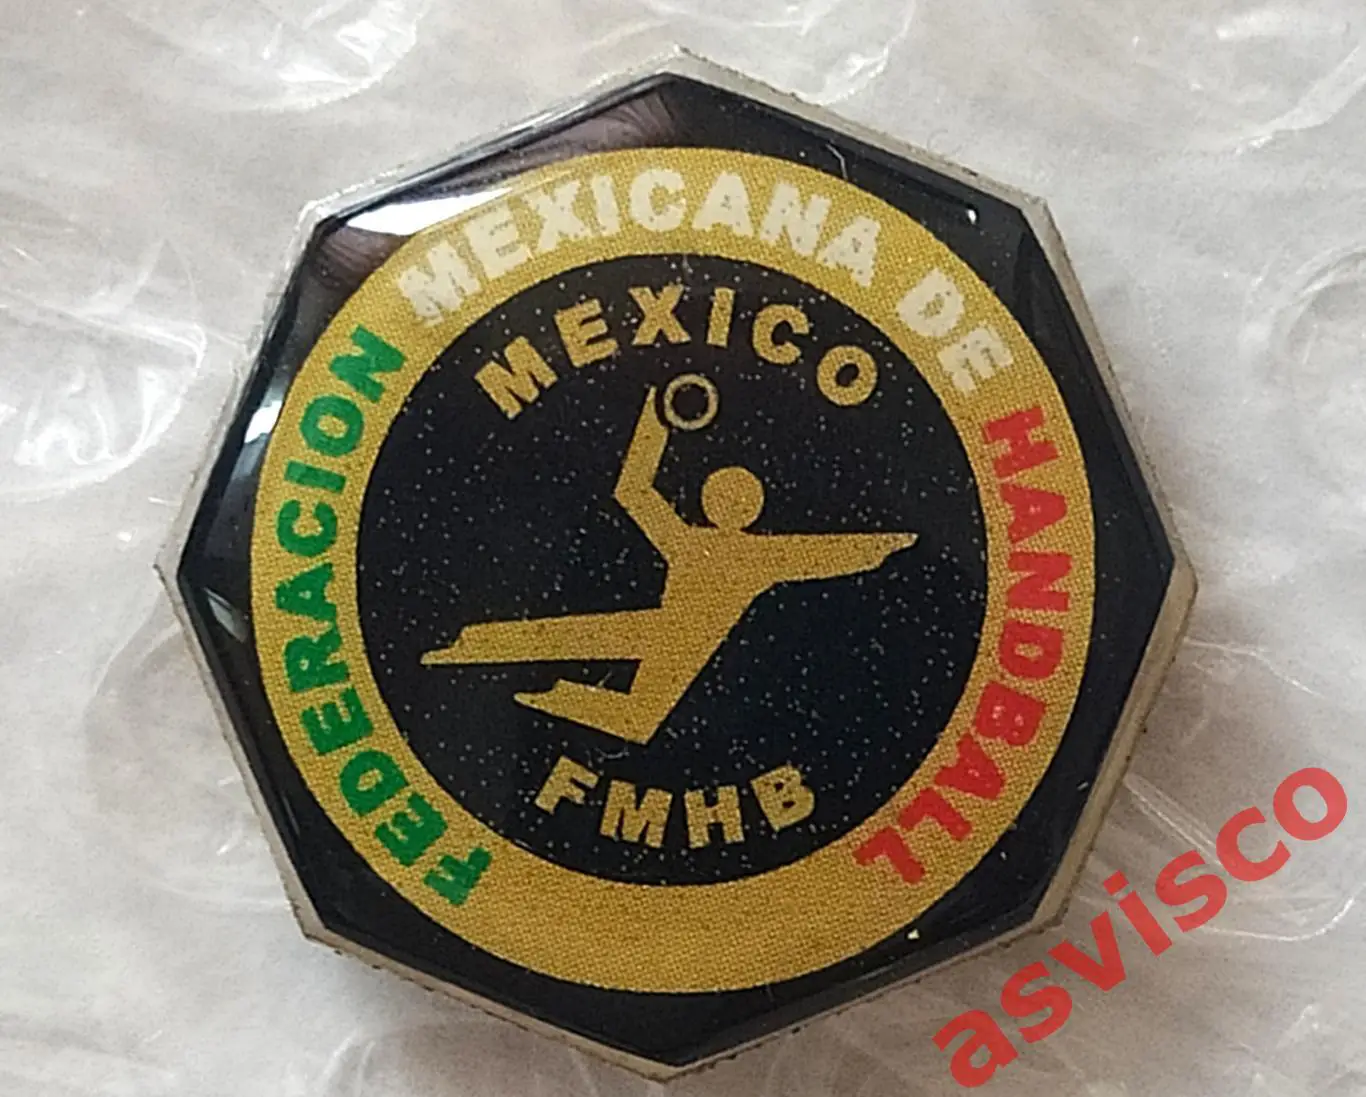 FEDERACION MEXICANA DE HANDBALL
MEXICO
FMHB
asvisco